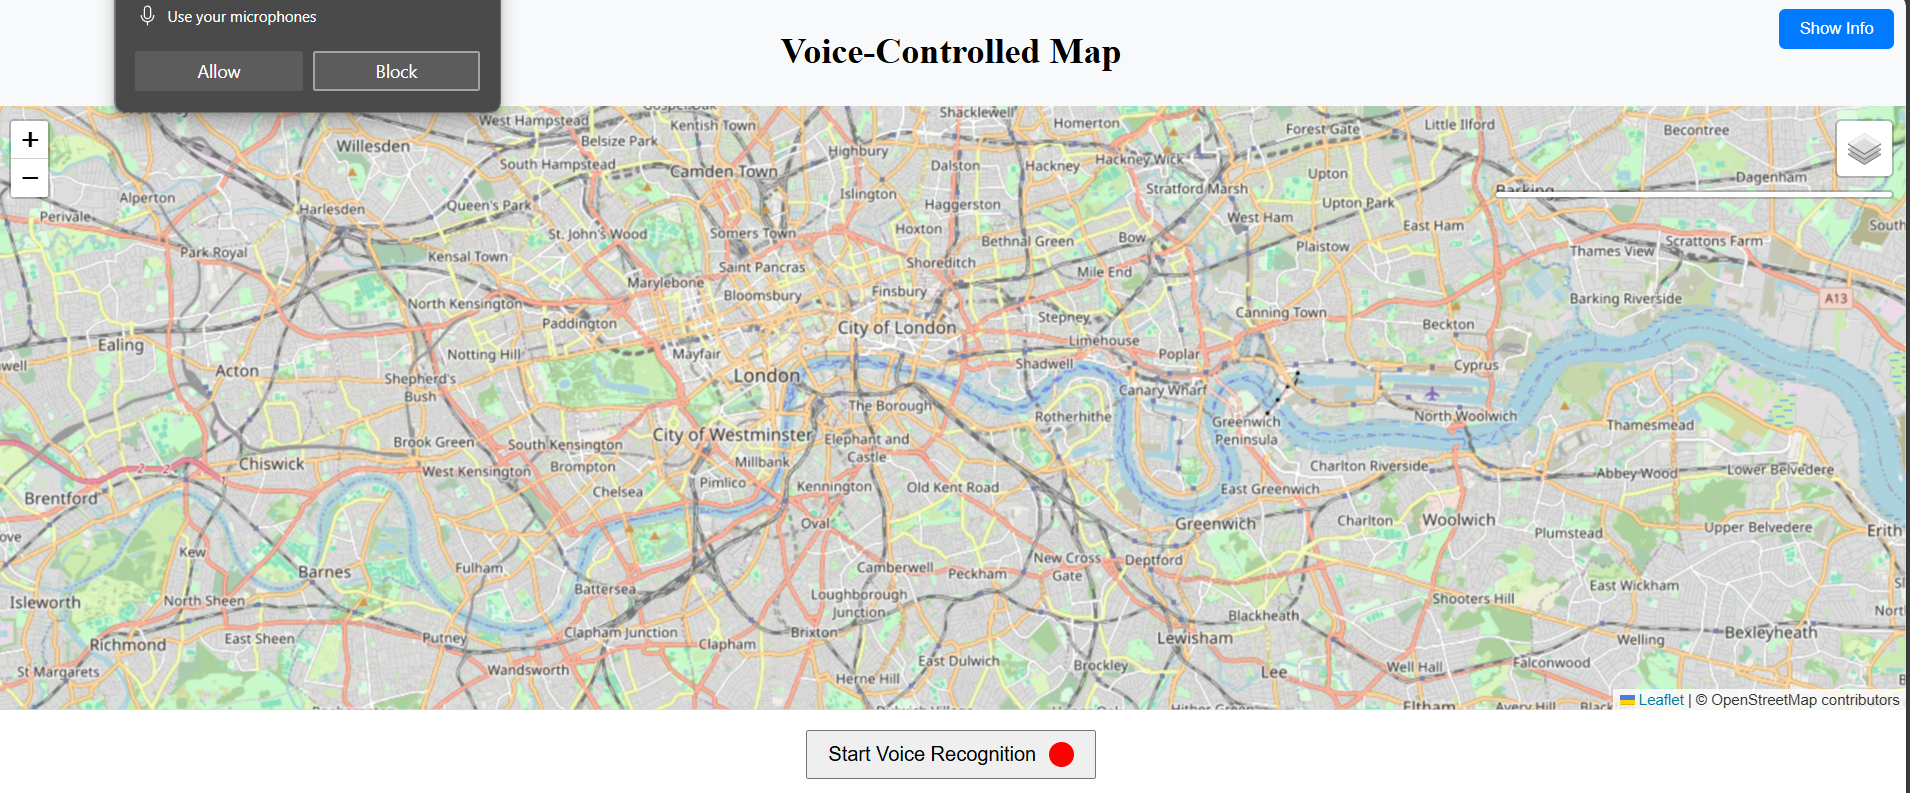 Use your microphones
Allow
Block
Voice-Controlled Map
Show Info
+
−
West Hampstead
Belsize Park
Kentish Town
Shacklewell
Homerton
Forest Gate
Little Ilford
Becontree
Willesden
South Hampstead
Camden Town
Highbury
Dalston
Hackney
Hackney Wick
Upton
Dagenham
Alperton
Perivale
Harlesden
Queen's Park
Islington
Haggerston
Stratford Marsh
Upton Park
Barking
West Ham
East Ham
South
Park Royal
Kensal Town
St. John's Wood
Somers Town
Hoxton
Bethnal Green
Bow
Plaistow
Thames View
Scrattons Farm
Saint Pancras
Shoreditch
Mile End
Marylebone
Bloomsbury
Finsbury
North Kensington
Paddington
City of London
Stepney
Canning Town
Barking Riverside
A13
Beckton
Ealing
Notting Hill
Mayfair
Limehouse
Poplar
Shadwell
Cyprus
well
Acton
Shepherd's
Bush
London
Canary Wharf
The Borough
Rotherhithe
Greenwich
Peninsula
North Woolwich
Thamesmead
Brook Green
South Kensington
City of Westminster
Elephant and
Castle
Chiswick
West Kensington
Brompton
Millbank
Charlton Riverside
Abbey Wood
Lower Belvedere
2
2
1
Brentford
Chelsea
Pimlico
Kennington
Old Kent Road
East Greenwich
ove
Oval
Greenwich
Charlton
Woolwich
Plumstead
Upper Belvedere
Erith
Kew
Barnes
Fulham
Camberwell
Peckham
New Cross
Gate
Deptford
East Wickham
Isleworth
North Sheen
Battersea
Loughborough
Junction
Blackheath
Shooters Hill
Richmond
East Sheen
Putney
Clapham Junction
Clapham
Brixton
Lewisham
Welling
Bexleyheath
St Margarets
Wandsworth
Herne Hill
East Dulwich
Brockley
Lee
Well Hall
Falconwood
Leaflet | © OpenStreetMap contributors
Start Voice Recognition